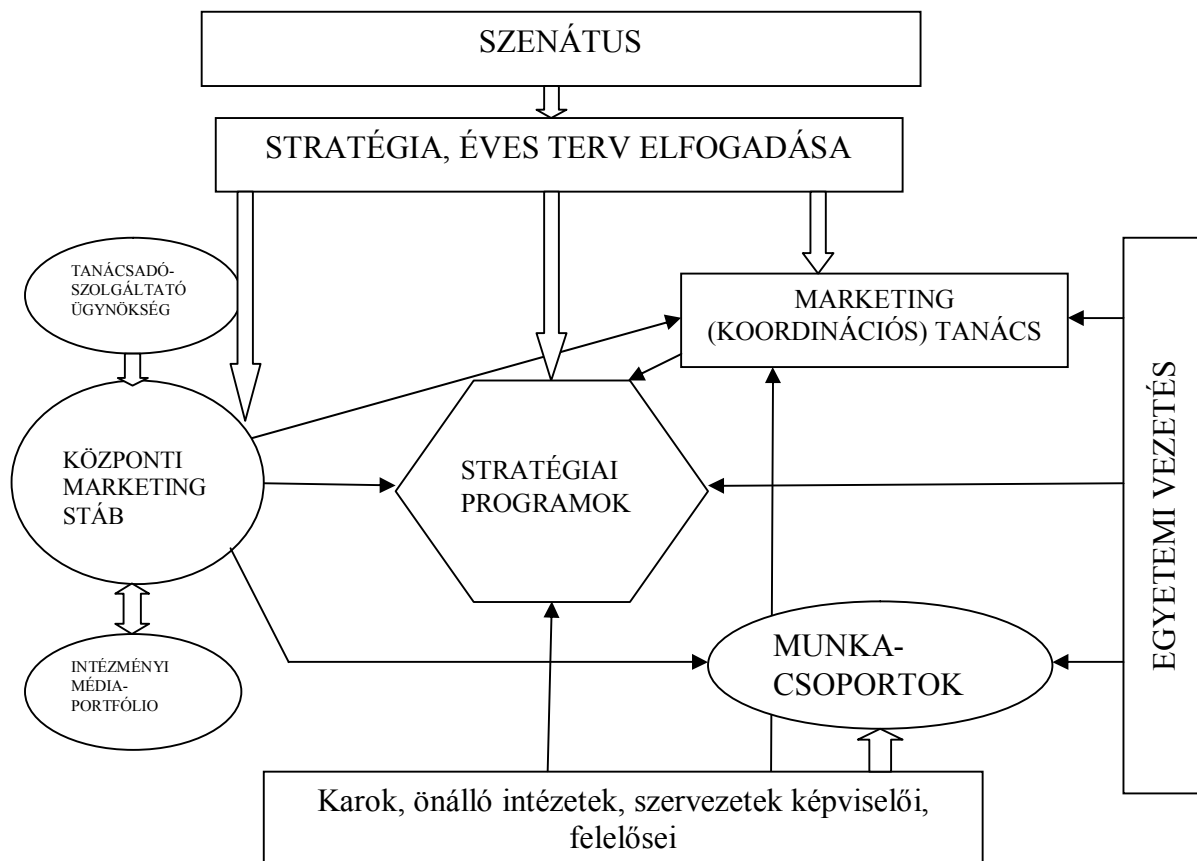 SZENÁTUS
STRATÉGIA, ÉVES TERV ELFOGADÁSA
TANÁCSADÓ-
SZOLGÁLTATÓ
ÜGYNÖKSÉG
MARKETING
(KOORDINÁCIÓS) TANÁCS
EGYETEMI VEZETÉS
KÖZPONTI
MARKETING
STÁB
STRATÉGIAI
PROGRAMOK
INTÉZMÉNYI
MÉDIA-
PORTFÓLIO
MUNKA-
CSOPORTOK
Karok, önálló intézetek, szervezetek képviselői,
felelősei